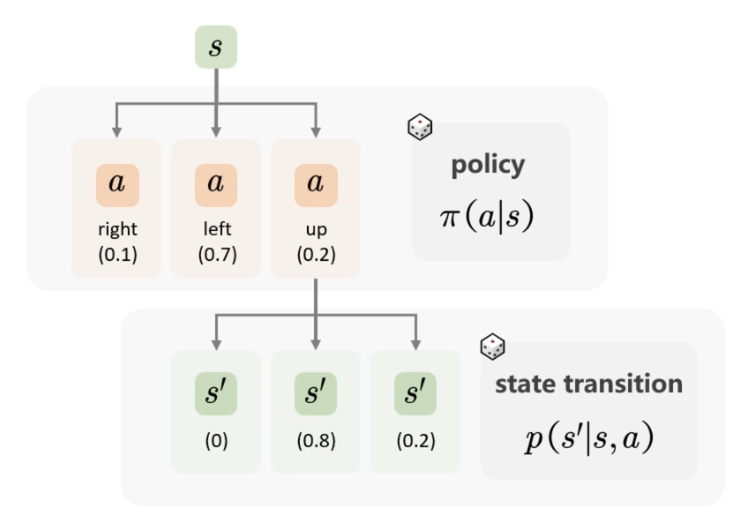 s
a a a
right left up
(0.1) (0.7) (0.2)
policy
π(a|s)
s′ s′ s′
(0) (0.8) (0.2)
state transition
p(s′|s,a)